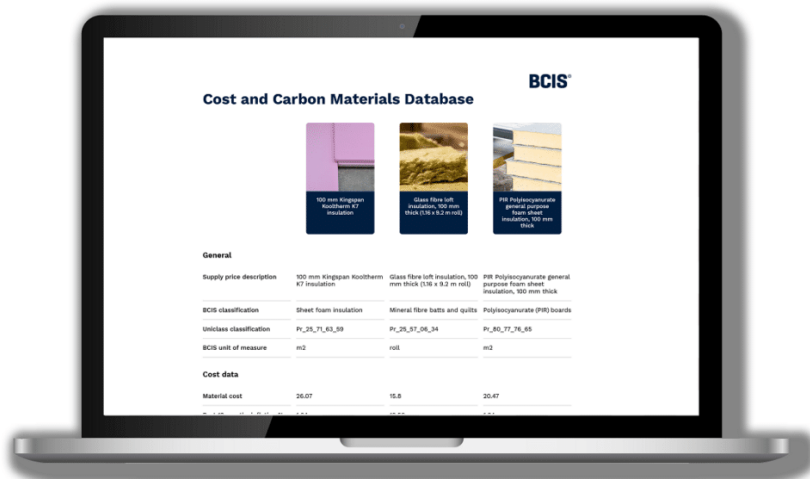 BCIS®
Cost and Carbon Materials Database
100 mm Kingspan
Kooltherm K7
insulation
Glass fibre loft
insulation, 100 mm
thick (1.16 x 9.2 m roll)
PIR Polyisocyanurate
general purpose
foam sheet
insulation, 100 mm
thick
General
Supply price description
100 mm Kingspan Kooltherm
K7 insulation
Glass fibre loft insulation, 100
mm thick (1.16 x 9.2 m roll)
PIR Polyisocyanurate general
purpose foam sheet
insulation, 100 mm thick
BCIS classification
Sheet foam insulation
Mineral fibre batts and quilts
Polyisocyanurate (PIR) boards
Uniclass classification
Pr_25_71_63_59
Pr_25_57_06_34
Pr_80_77_76_65
BCIS unit of measure
m2
roll
m2
Cost data
Material cost
26.07
15.8
20.47